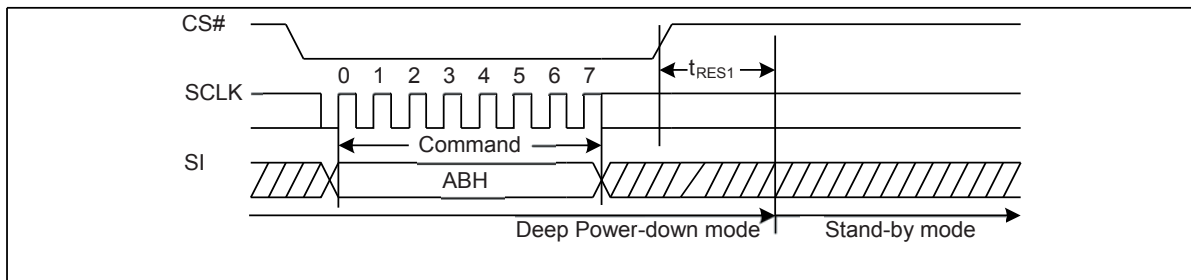 CS#
tRES1
0 1 2 3 4 5 6 7
SCLK
Command
SI
ABH
Deep Power-down mode Stand-by mode